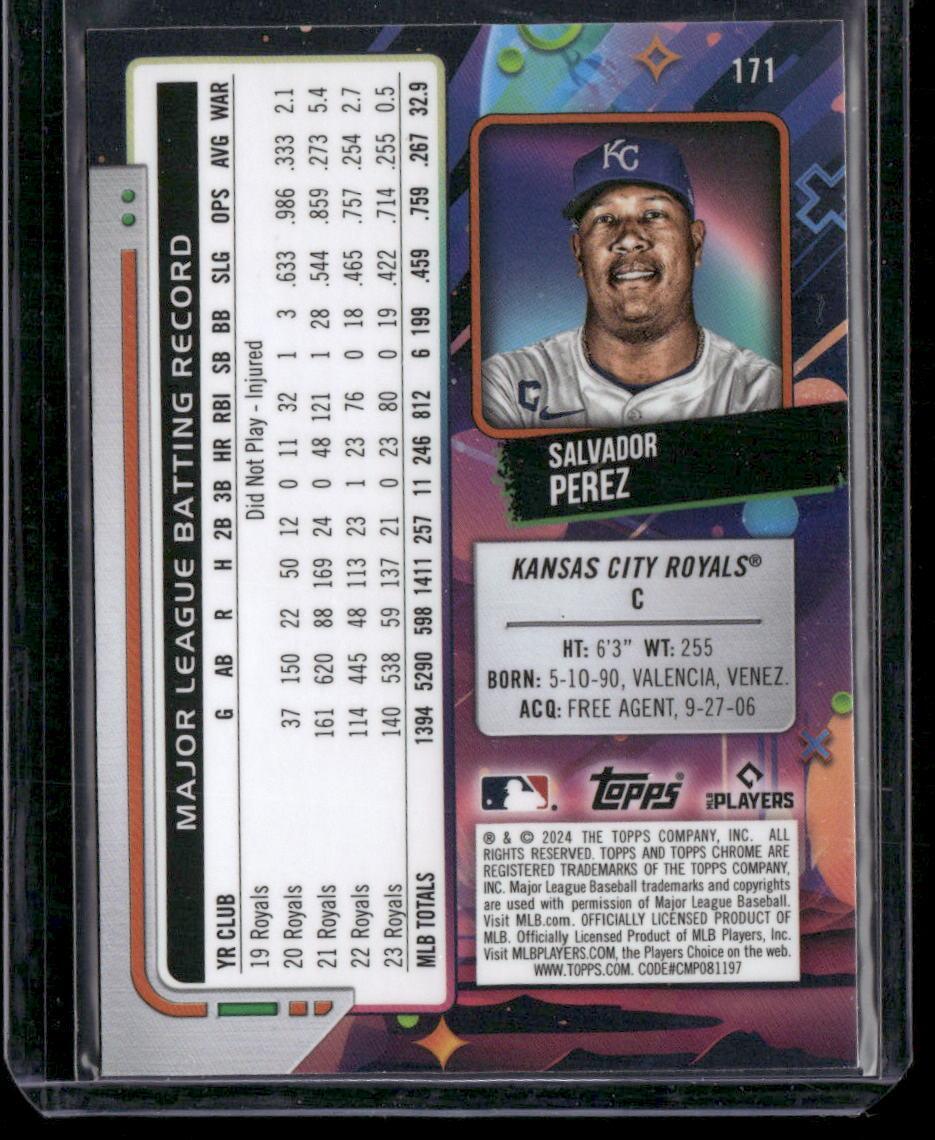 171
KC
C
SALVADOR
PEREZ
KANSAS CITY ROYALS®
C
HT: 6'3" WT: 255
BORN: 5-10-90, VALENCIA, VENEZ.
ACQ: FREE AGENT, 9-27-06
MAJOR LEAGUE BATTING RECORD
YR CLUB G AB R H 2B 3B HR RBI SB BB SLG OPS AVG WAR
19 Royals Did Not Play - Injured
20 Royals 37 150 22 50 12 0 11 32 1 3 .633 .986 .333 2.1
21 Royals 161 620 88 169 24 0 48 121 1 28 .544 .859 .273 5.4
22 Royals 114 445 48 113 23 1 23 76 0 18 .465 .757 .254 2.7
23 Royals 140 538 59 137 21 0 23 80 0 19 .422 .714 .255 0.5
MLB TOTALS 1394 5290 598 1411 257 11 246 812 6 199 .459 .759 .267 32.9
topps®
MLB PLAYERS
® & © 2024 THE TOPPS COMPANY, INC. ALL
RIGHTS RESERVED. TOPPS AND TOPPS CHROME ARE
REGISTERED TRADEMARKS OF THE TOPPS COMPANY,
INC. Major League Baseball trademarks and copyrights
are used with permission of Major League Baseball.
Visit MLB.com. OFFICIALLY LICENSED PRODUCT OF
MLB. Officially Licensed Product of MLB Players, Inc.
Visit MLBPLAYERS.COM, the Players Choice on the web.
WWW.TOPPS.COM. CODE#CMP081197